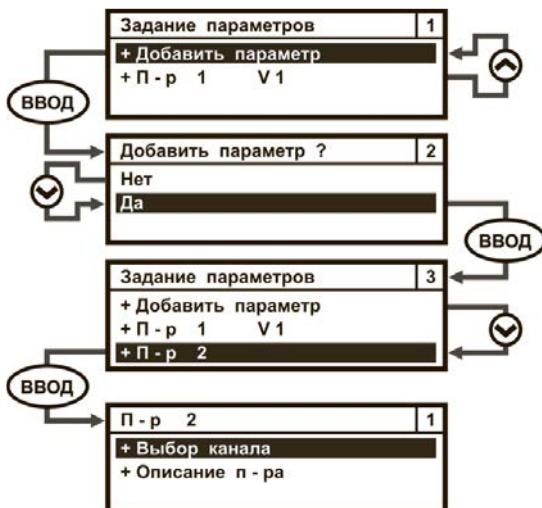 Задание параметров 1
+ Добавить параметр
+ П - р 1 V 1
ВВОД
Добавить параметр ? 2
Нет
Да
ВВОД
Задание параметров 3
+ Добавить параметр
+ П - р 1 V 1
+ П - р 2
ВВОД
П - р 2 1
+ Выбор канала
+ Описание п - ра